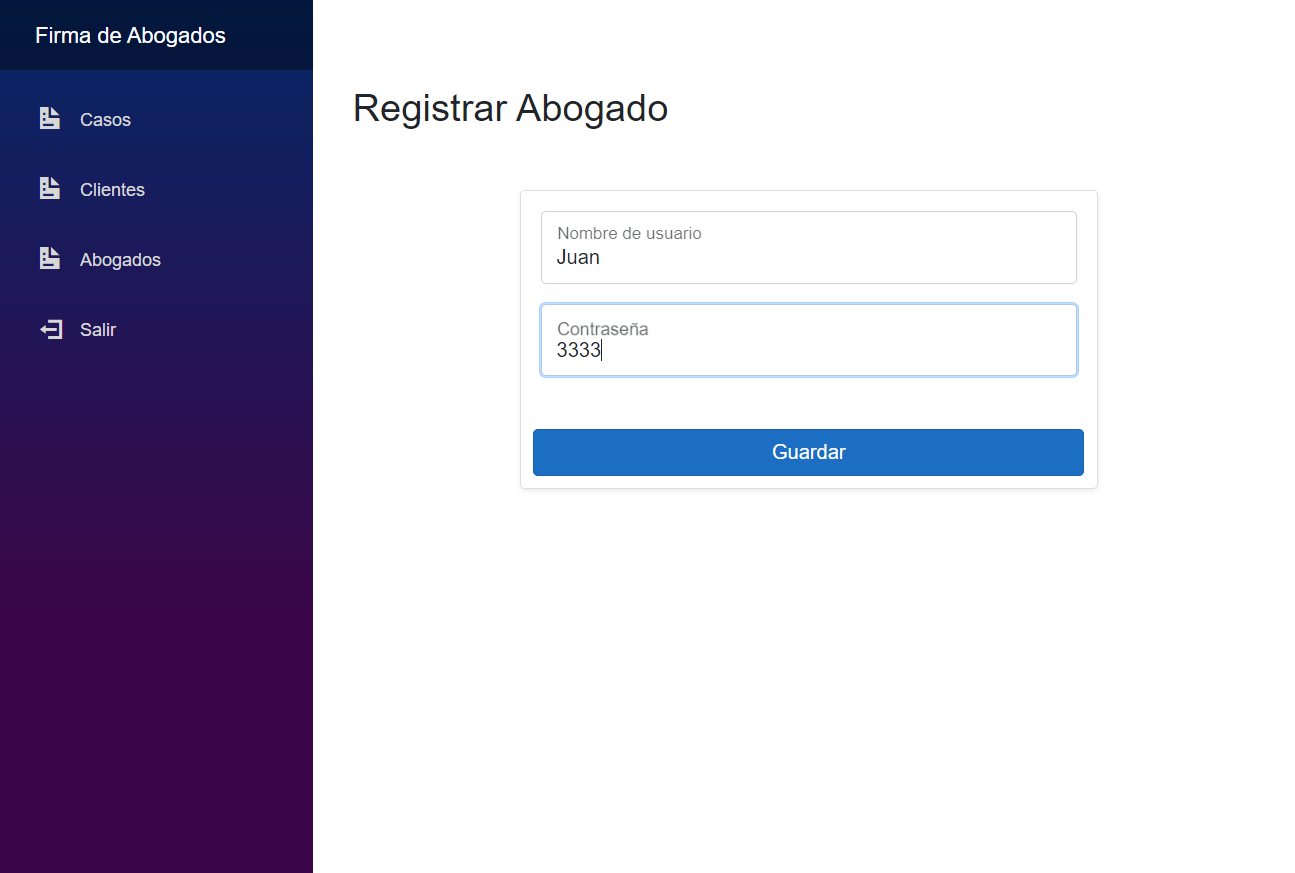 Firma de Abogados
Casos
Clientes
Abogados
Salir
Registrar Abogado
Nombre de usuario
Juan
Contraseña
3333
Guardar